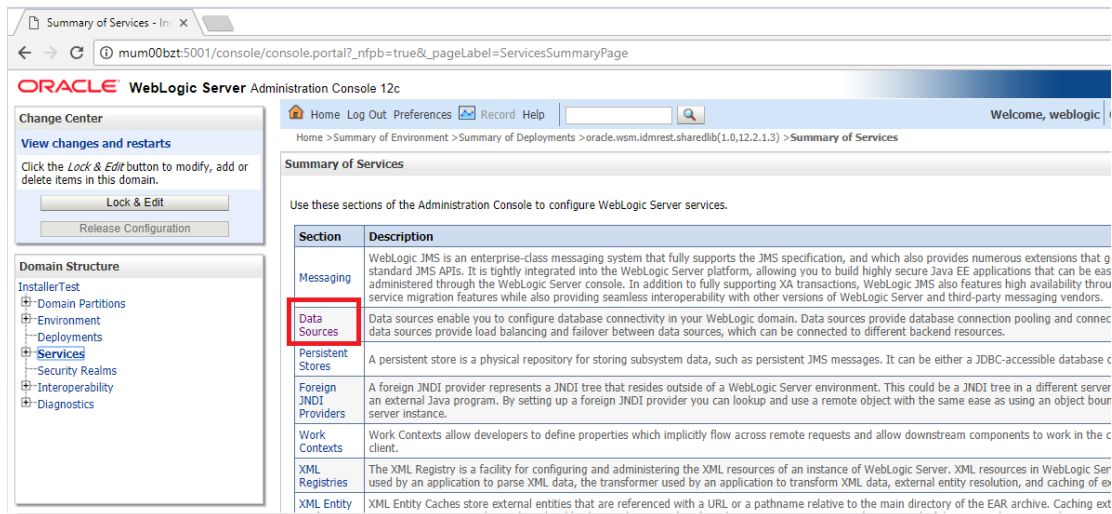 Summary of Services - Ins
mum00bzt:5001/console/console.portal?_nfpb=true&_pageLabel=ServicesSummaryPage
ORACLE WebLogic Server Administration Console 12c
Change Center
View changes and restarts
Click the Lock & Edit button to modify, add or
delete items in this domain.
Lock & Edit
Release Configuration
Domain Structure
InstallerTest
Domain Partitions
Environment
Deployments
Services
Security Realms
Interoperability
Diagnostics
Home Log Out Preferences Record Help
Welcome, weblogic
Home >Summary of Environment >Summary of Deployments >oracle.wsm.idmrest.sharedlib(1.0,12.2.1.3) >Summary of Services
Summary of Services
Use these sections of the Administration Console to configure WebLogic Server services.
Section Description
Messaging
WebLogic JMS is an enterprise-class messaging system that fully supports the JMS specification, and which also provides numerous extensions that g
standard JMS APIs. It is tightly integrated into the WebLogic Server platform, allowing you to build highly secure Java EE applications that can be eas
administered through the WebLogic Server console. In addition to fully supporting XA transactions, WebLogic JMS also features high availability throu
service migration features while also providing seamless interoperability with other versions of WebLogic Server and third-party messaging vendors.
Data
Sources
Data sources enable you to configure database connectivity in your WebLogic domain. Data sources provide database connection pooling and connec
data sources provide load balancing and failover between data sources, which can be connected to different backend resources.
Persistent
Stores
A persistent store is a physical repository for storing subsystem data, such as persistent JMS messages. It can be either a JDBC-accessible database o
Foreign
JNDI
Providers
A foreign JNDI provider represents a JNDI tree that resides outside of a WebLogic Server environment. This could be a JNDI tree in a different server
an external Java program. By setting up a foreign JNDI provider you can lookup and use a remote object with the same ease as using an object boun
server instance.
Work
Contexts
Work Contexts allow developers to define properties which implicitly flow across remote requests and allow downstream components to work in the c
client.
XML
Registries
The XML Registry is a facility for configuring and administering the XML resources of an instance of WebLogic Server. XML resources in WebLogic Ser
used by an application to parse XML data, the transformer used by an application to transform XML data, external entity resolution, and caching of ex
XML Entity
XML Entity Caches store external entities that are referenced with a URL or a pathname relative to the main directory of the EAR archive. Caching ext